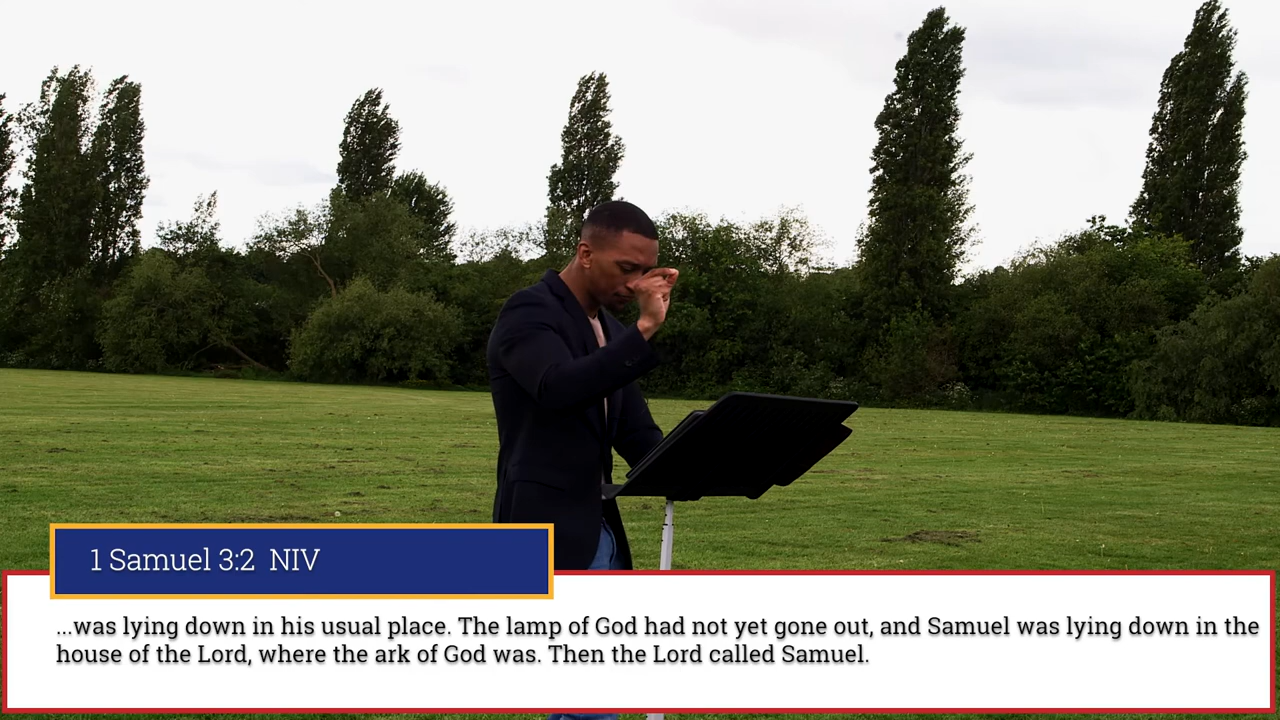 1 Samuel 3:2 NIV
...was lying down in his usual place. The lamp of God had not yet gone out, and Samuel was lying down in the
house of the Lord, where the ark of God was. Then the Lord called Samuel.